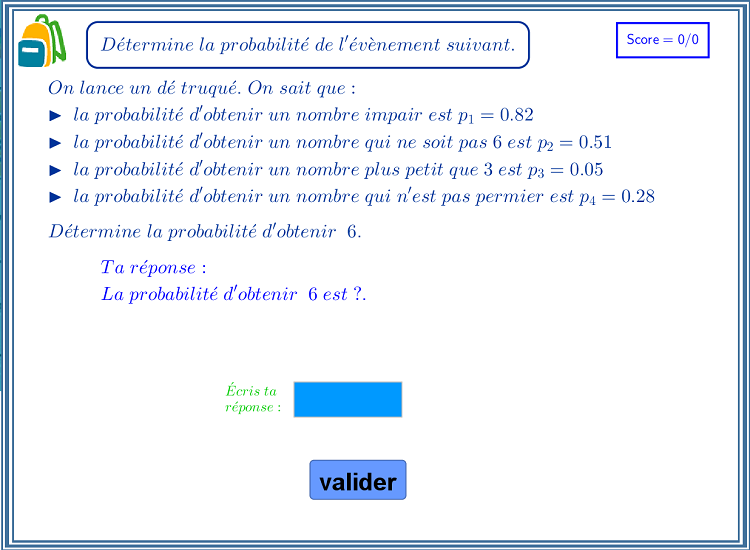 Détermine la probabilité de l'évènement suivant.
Score = 0/0
On lance un dé truqué. On sait que :
▶ la probabilité d'obtenir un nombre impair est p₁ = 0.82
▶ la probabilité d'obtenir un nombre qui ne soit pas 6 est p₂ = 0.51
▶ la probabilité d'obtenir un nombre plus petit que 3 est p₃ = 0.05
▶ la probabilité d'obtenir un nombre qui n'est pas permier est p₄ = 0.28
Détermine la probabilité d'obtenir 6.
Ta réponse :
La probabilité d'obtenir 6 est ?.
Écris ta
réponse :
valider